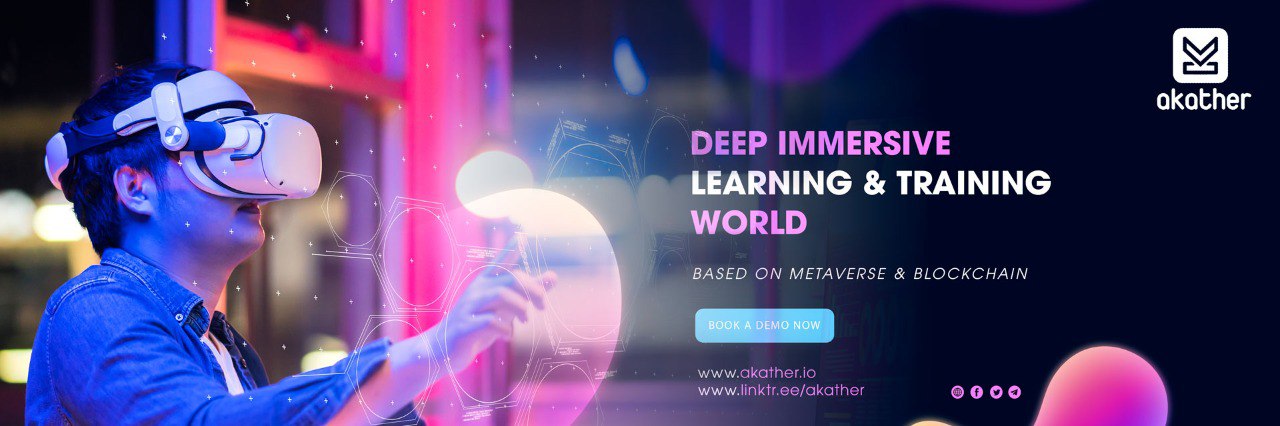 akather
DEEP IMMERSIVE
LEARNING & TRAINING
WORLD
BASED ON METAVERSE & BLOCKCHAIN
BOOK A DEMO NOW
www.akather.io
www.linktr.ee/akather